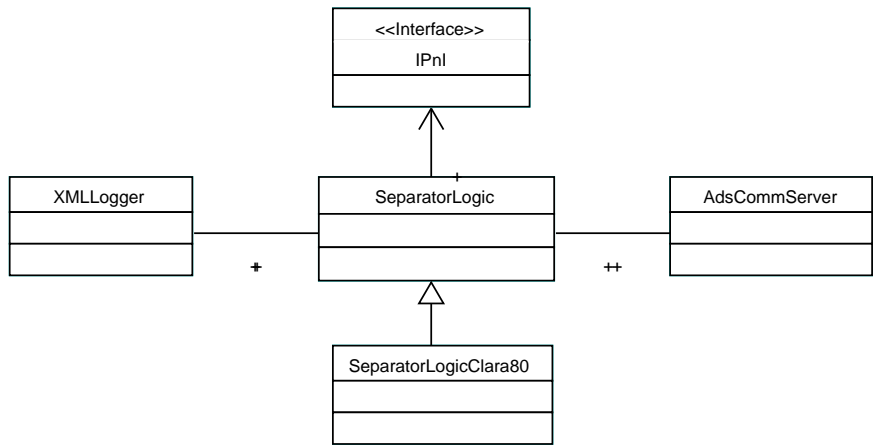 <<Interface>>
IPnl
XMLLogger
+
SeparatorLogic
AdsCommServer
++
++
SeparatorLogicClara80